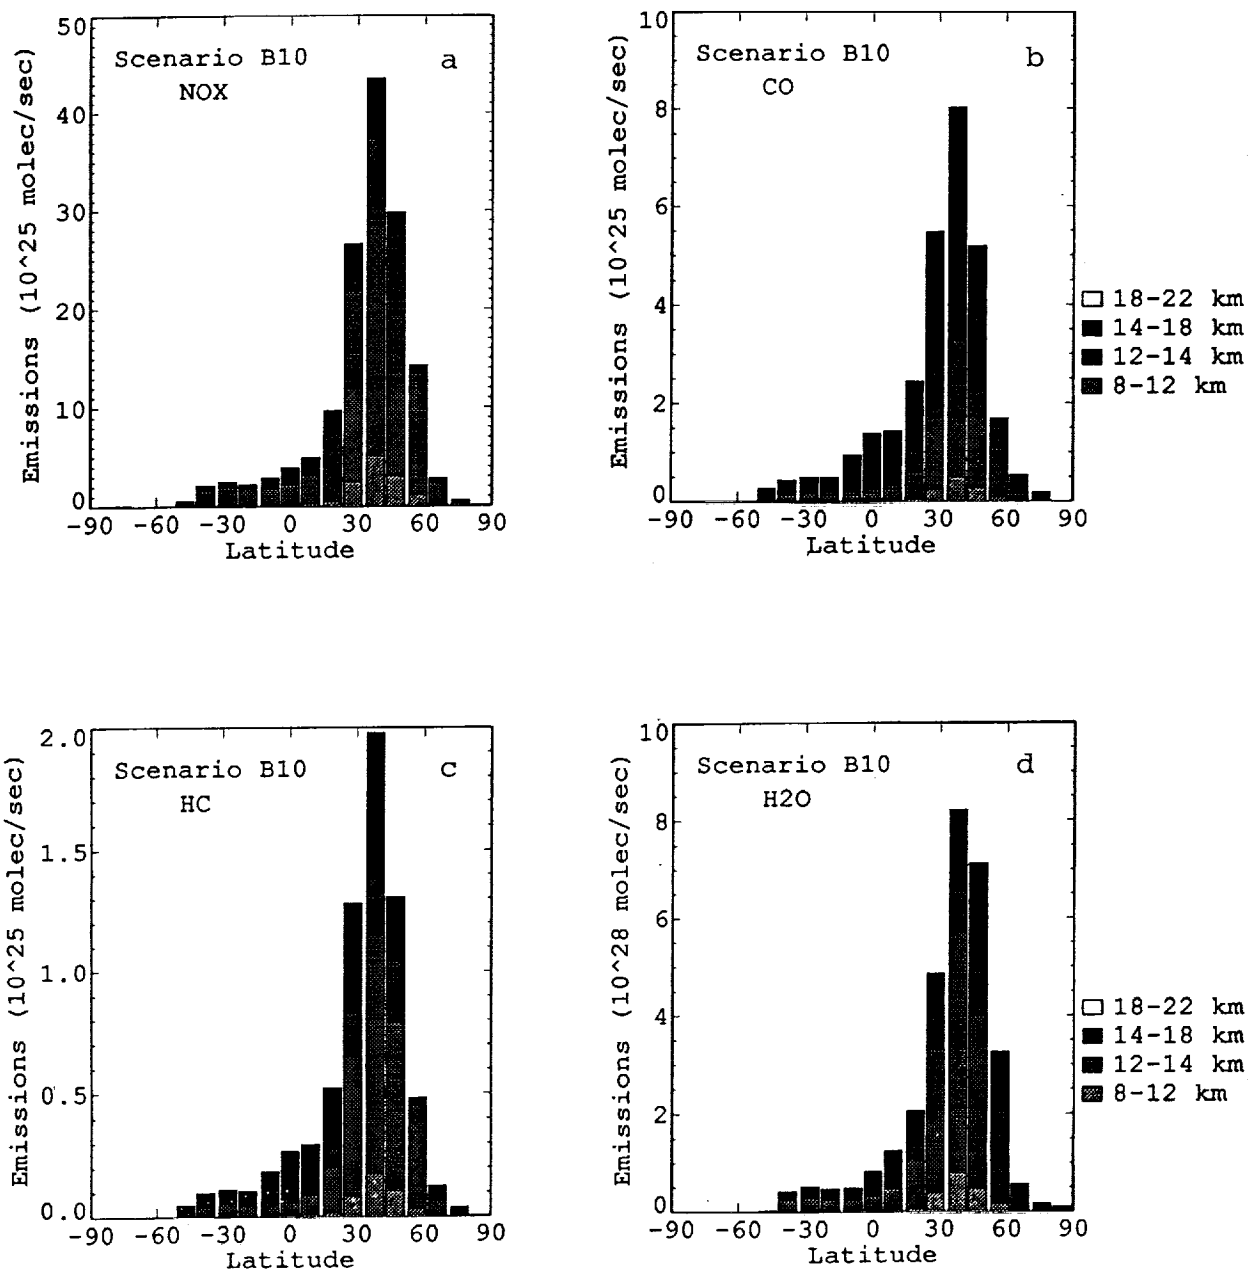 Scenario B10 a
NOX
Emissions (10^25 molec/sec)
50
40
30
20
10
0
-90 -60 -30 0 30 60 90
Latitude
Scenario B10 b
CO
Emissions (10^25 molec/sec)
10
8
6
4
2
0
-90 -60 -30 0 30 60 90
Latitude
18-22 km
14-18 km
12-14 km
8-12 km
Scenario B10 c
HC
Emissions (10^25 molec/sec)
2.0
1.5
1.0
0.5
0.0
-90 -60 -30 0 30 60 90
Latitude
Scenario B10 d
H2O
Emissions (10^28 molec/sec)
10
8
6
4
2
0
-90 -60 -30 0 30 60 90
Latitude
18-22 km
14-18 km
12-14 km
8-12 km